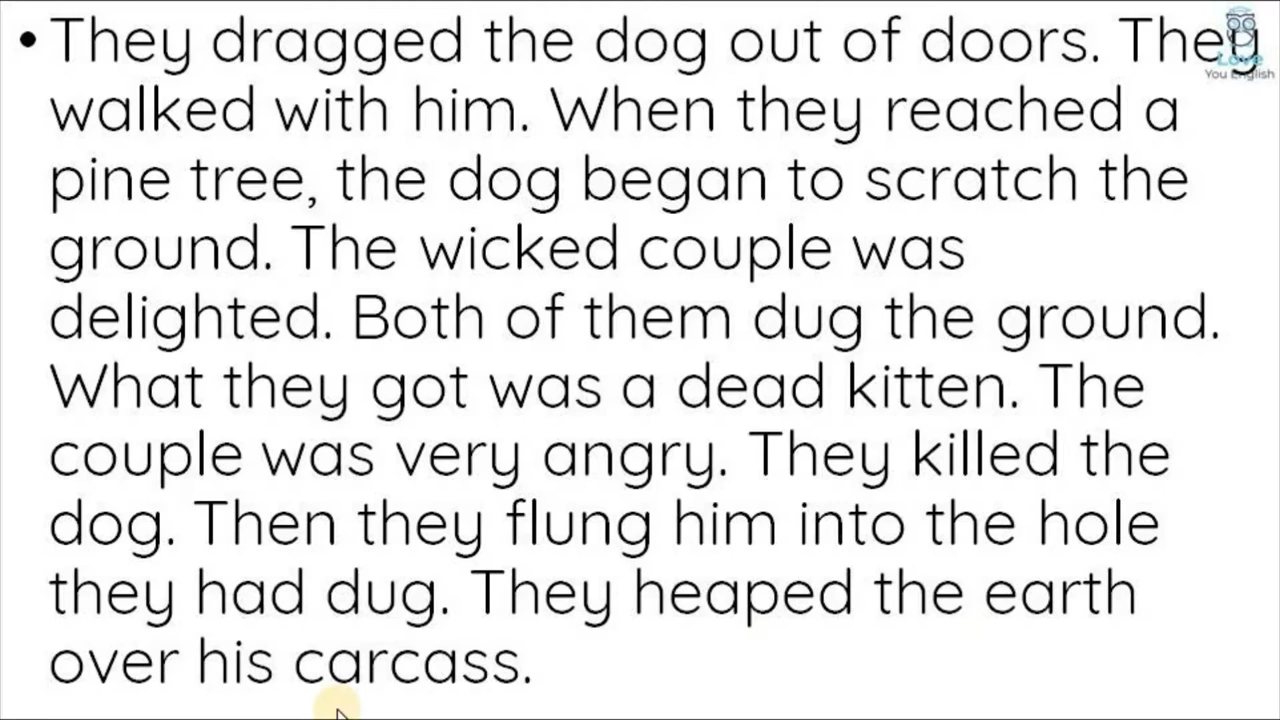 • They dragged the dog out of doors. They
walked with him. When they reached a
pine tree, the dog began to scratch the
ground. The wicked couple was
delighted. Both of them dug the ground.
What they got was a dead kitten. The
couple was very angry. They killed the
dog. Then they flung him into the hole
they had dug. They heaped the earth
over his carcass.
Love
You English